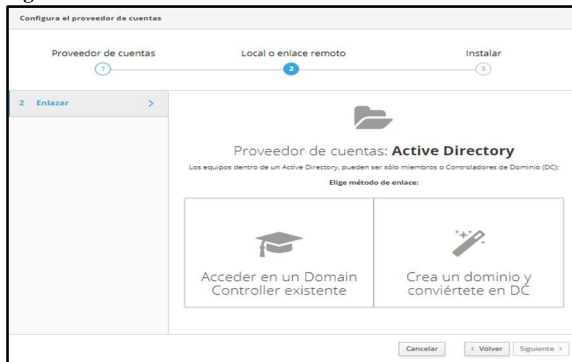 Configura el proveedor de cuentas
Proveedor de cuentas
Local o enlace remoto
Instalar
1
2
3
2 Enlazar >
Proveedor de cuentas: Active Directory
Los equipos dentro de un Active Directory, pueden ser sólo miembros o Controladores de Dominio (DC):
Elige método de enlace:
Acceder en un Domain
Controller existente
Crea un dominio y
conviértete en DC
Cancelar
< Volver
Siguiente >